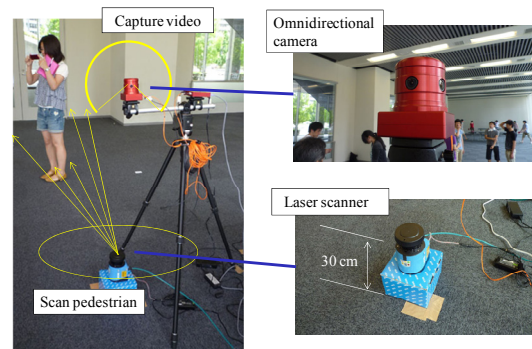 Capture video
Omnidirectional
camera
Laser scanner
30 cm
Scan pedestrian